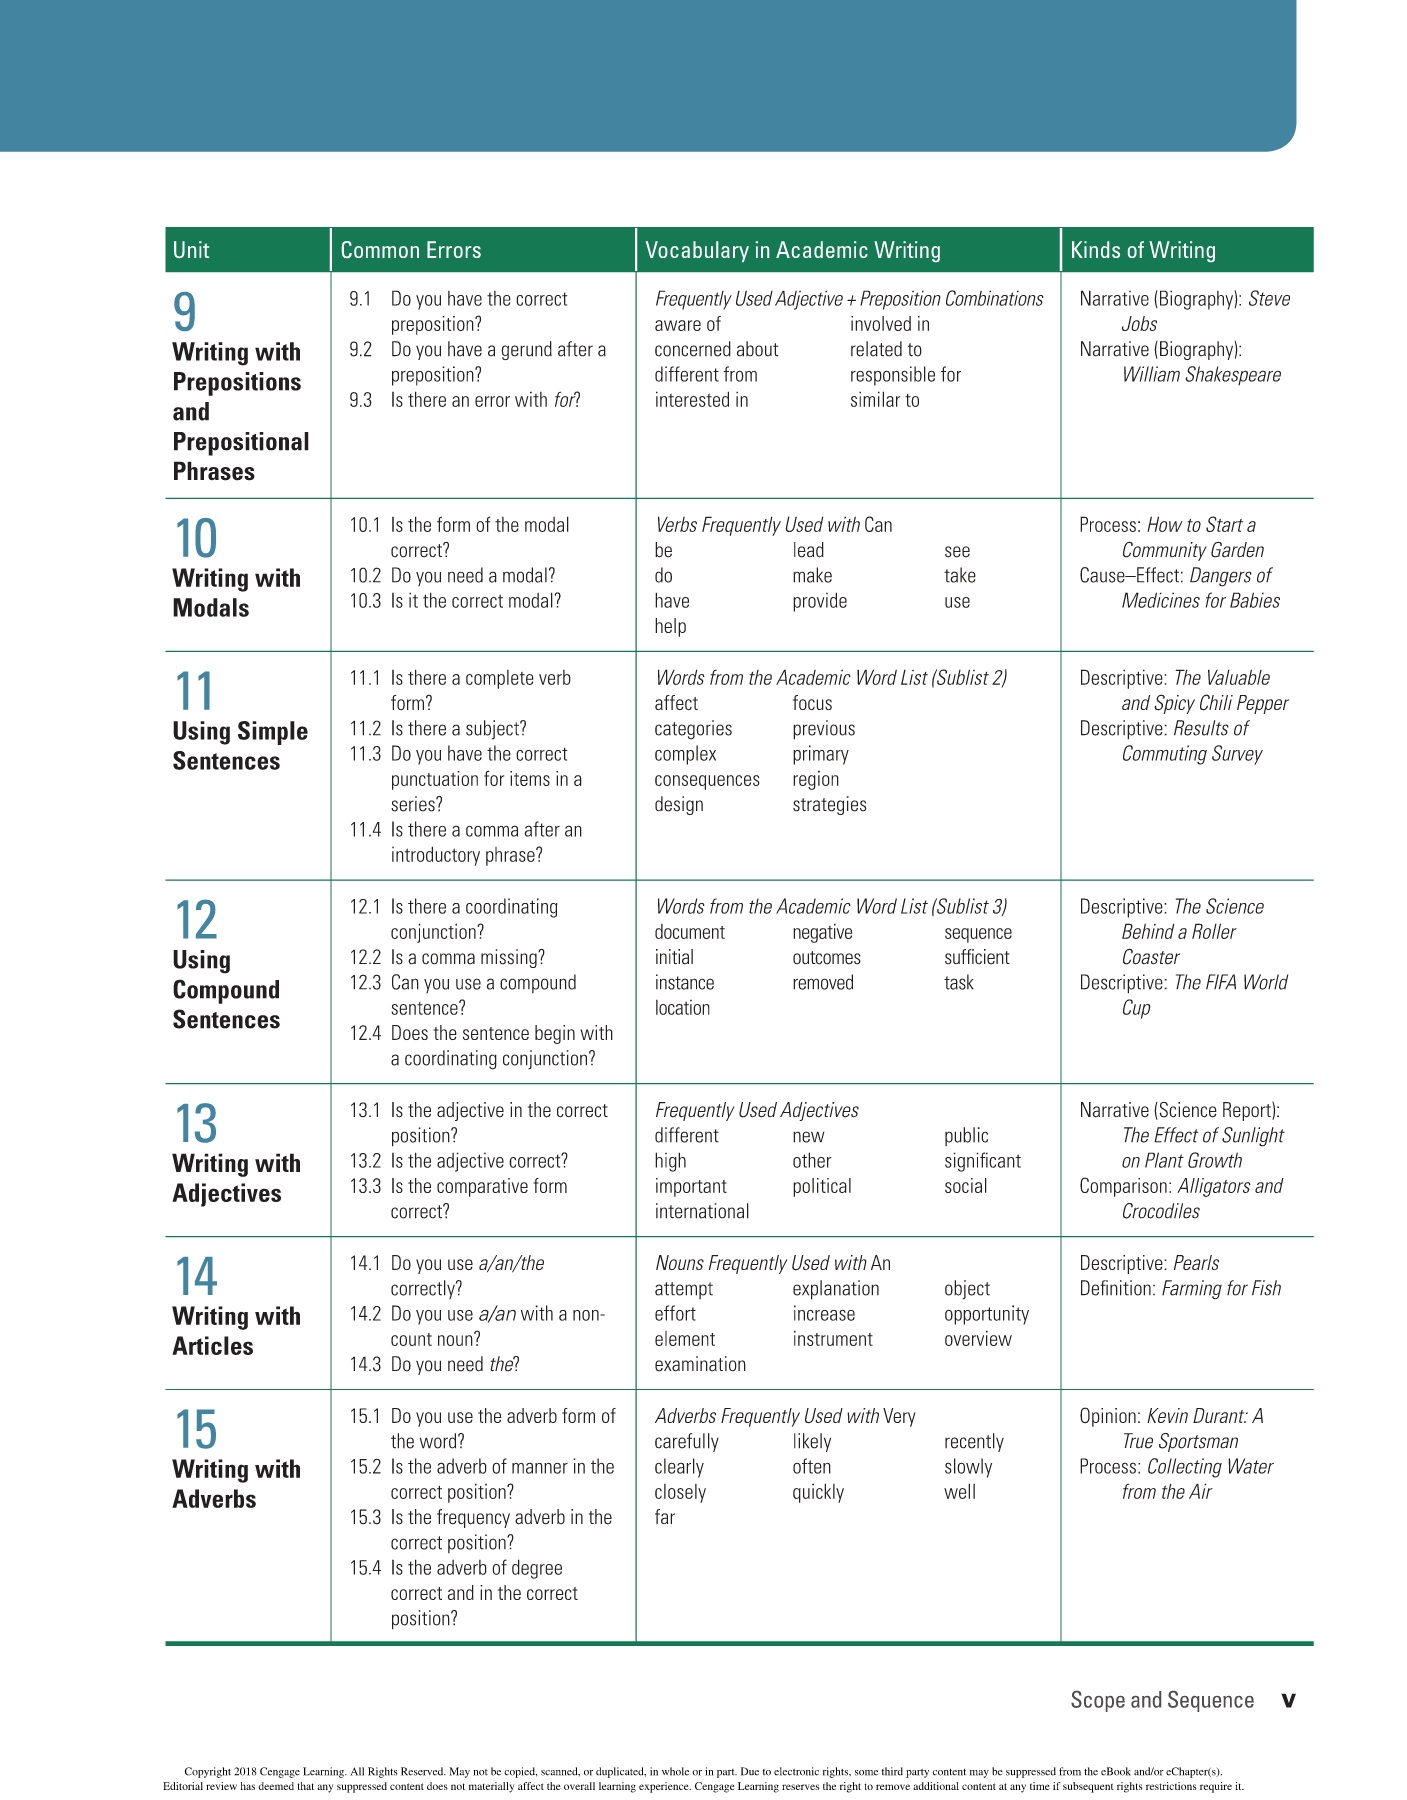 Unit
Common Errors
Vocabulary in Academic Writing
Kinds of Writing
9
Writing with
Prepositions
and
Prepositional
Phrases
9.1 Do you have the correct
preposition?
9.2 Do you have a gerund after a
preposition?
9.3 Is there an error with for?
Frequently Used Adjective + Preposition Combinations
aware of involved in
concerned about related to
different from responsible for
interested in similar to
Narrative (Biography): Steve
Jobs
Narrative (Biography):
William Shakespeare
10
Writing with
Modals
10.1 Is the form of the modal
correct?
10.2 Do you need a modal?
10.3 Is it the correct modal?
Verbs Frequently Used with Can
be lead see
do make take
have provide use
help
Process: How to Start a
Community Garden
Cause–Effect: Dangers of
Medicines for Babies
11
Using Simple
Sentences
11.1 Is there a complete verb
form?
11.2 Is there a subject?
11.3 Do you have the correct
punctuation for items in a
series?
11.4 Is there a comma after an
introductory phrase?
Words from the Academic Word List (Sublist 2)
affect focus
categories previous
complex primary
consequences region
design strategies
Descriptive: The Valuable
and Spicy Chili Pepper
Descriptive: Results of
Commuting Survey
12
Using
Compound
Sentences
12.1 Is there a coordinating
conjunction?
12.2 Is a comma missing?
12.3 Can you use a compound
sentence?
12.4 Does the sentence begin with
a coordinating conjunction?
Words from the Academic Word List (Sublist 3)
document negative sequence
initial outcomes sufficient
instance removed task
location
Descriptive: The Science
Behind a Roller
Coaster
Descriptive: The FIFA World
Cup
13
Writing with
Adjectives
13.1 Is the adjective in the correct
position?
13.2 Is the adjective correct?
13.3 Is the comparative form
correct?
Frequently Used Adjectives
different new public
high other significant
important political social
international
Narrative (Science Report):
The Effect of Sunlight
on Plant Growth
Comparison: Alligators and
Crocodiles
14
Writing with
Articles
14.1 Do you use a/an/the
correctly?
14.2 Do you use a/an with a non-
count noun?
14.3 Do you need the?
Nouns Frequently Used with An
attempt explanation object
effort increase opportunity
element instrument overview
examination
Descriptive: Pearls
Definition: Farming for Fish
15
Writing with
Adverbs
15.1 Do you use the adverb form of
the word?
15.2 Is the adverb of manner in the
correct position?
15.3 Is the frequency adverb in the
correct position?
15.4 Is the adverb of degree
correct and in the correct
position?
Adverbs Frequently Used with Very
carefully likely recently
clearly often slowly
closely quickly well
far
Opinion: Kevin Durant: A
True Sportsman
Process: Collecting Water
from the Air
Scope and Sequence v
Copyright 2018 Cengage Learning. All Rights Reserved. May not be copied, scanned, or duplicated, in whole or in part. Due to electronic rights, some third party content may be suppressed from the eBook and/or eChapter(s).
Editorial review has deemed that any suppressed content does not materially affect the overall learning experience. Cengage Learning reserves the right to remove additional content at any time if subsequent rights restrictions require it.